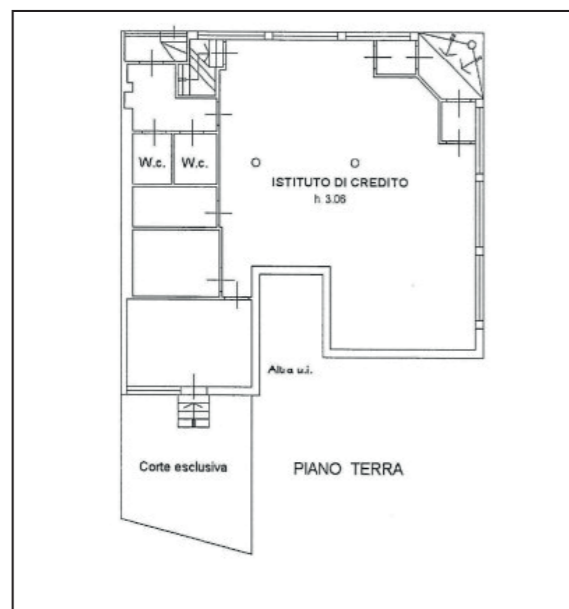 W.c. W.c.
ISTITUTO DI CREDITO
h. 3.06
Altra u.i.
Corte esclusiva
PIANO TERRA